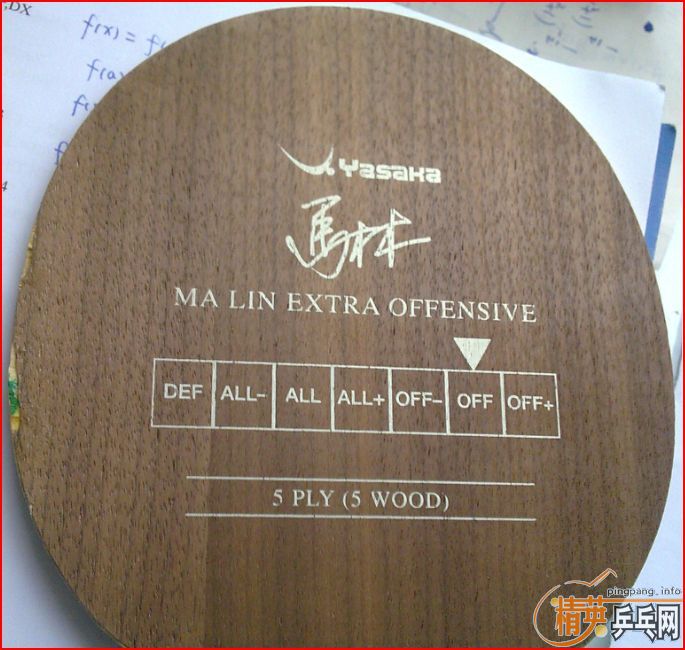 ;DX
f(x) = f(
f(a)
Yasaka
馬林
MA LIN EXTRA OFFENSIVE
DEF ALL- ALL ALL+ OFF- OFF OFF+
5 PLY (5 WOOD)
pingpang.info
精英乒乓网